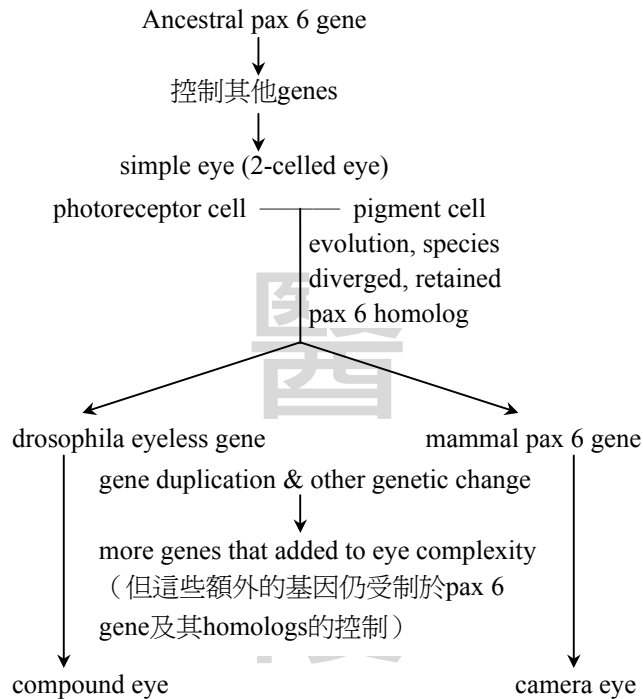 Ancestral pax 6 gene
控制其他genes
simple eye (2-celled eye)
photoreceptor cell
pigment cell
evolution, species
diverged, retained
pax 6 homolog
醫
drosophila eyeless gene
mammal pax 6 gene
gene duplication & other genetic change
more genes that added to eye complexity
（但這些額外的基因仍受制於pax 6
gene及其homologs的控制）
compound eye
camera eye